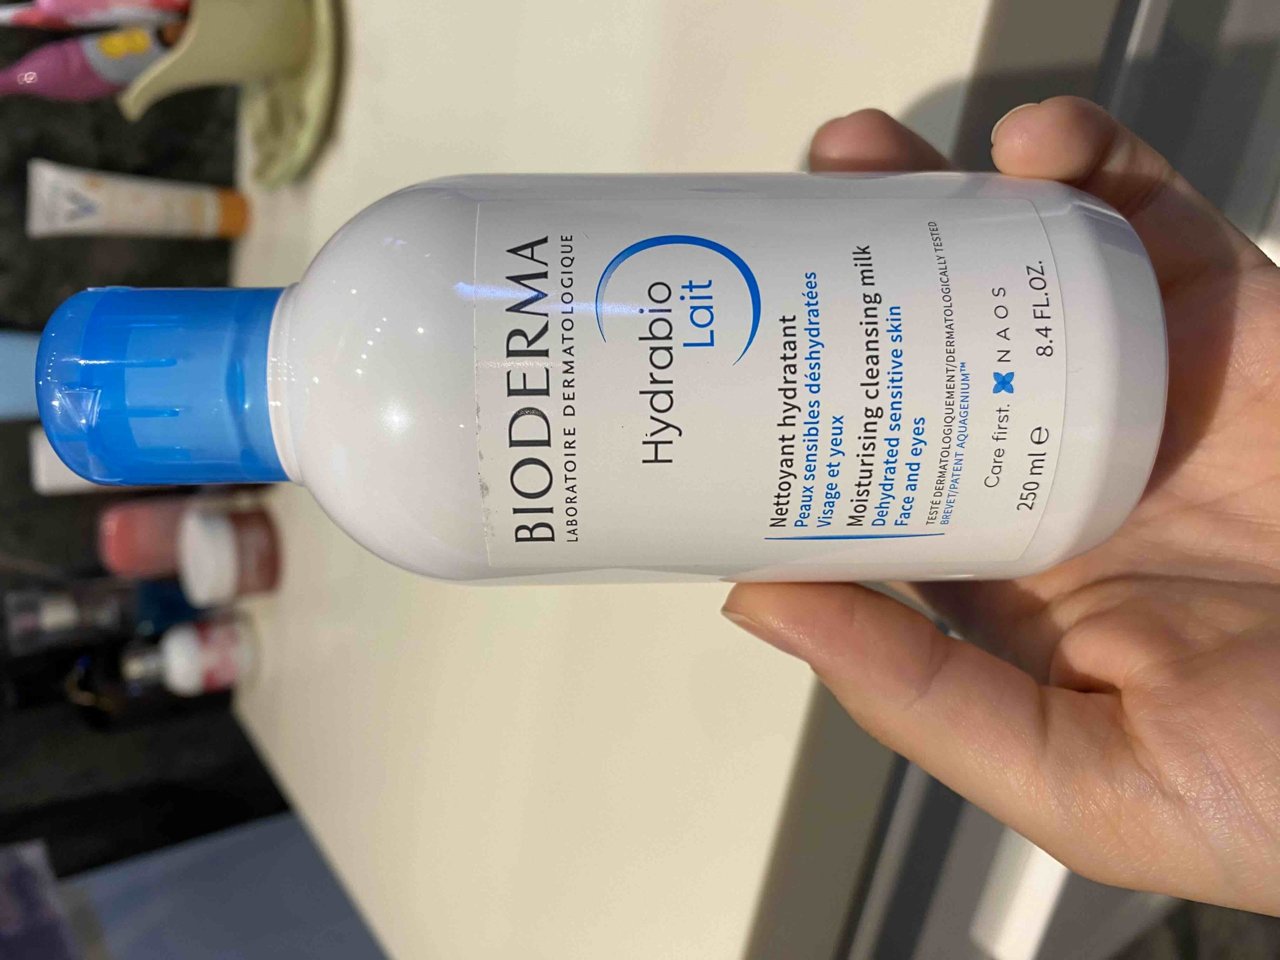 BIODERMA
LABORATOIRE DERMATOLOGIQUE
Hydrabio
Lait
Nettoyant hydratant
Peaux sensibles déshydratées
Visage et yeux
Moisturising cleansing milk
Dehydrated sensitive skin
Face and eyes
TESTÉ DERMATOLOGIQUEMENT/DERMATOLOGICALLY TESTED
BREVET/PATENT AQUAGENIUM™
Care first. NAOS
250 ml ℮ 8.4 FL.OZ.